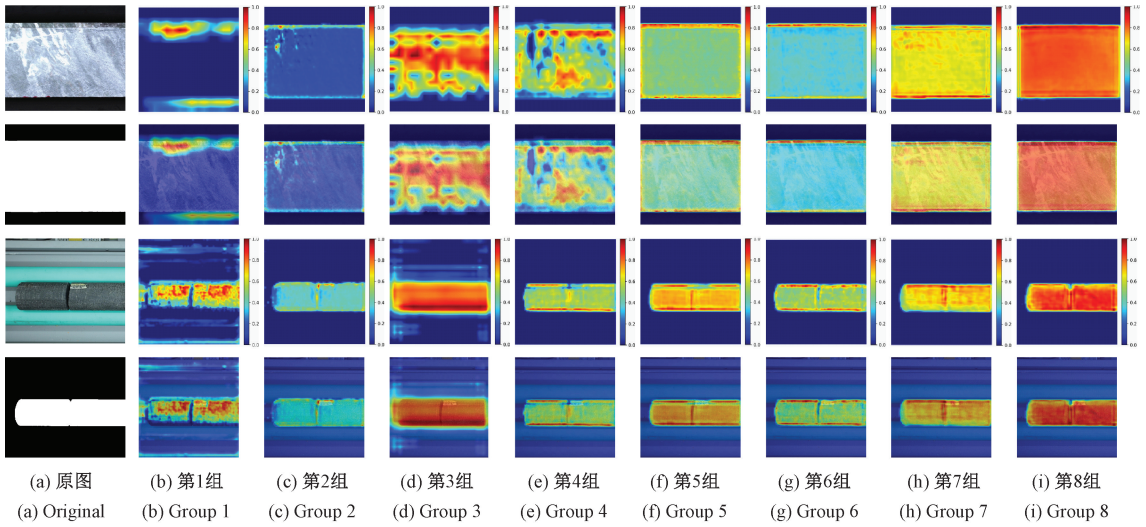 (a) 原图 (b) 第1组 (c) 第2组 (d) 第3组 (e) 第4组 (f) 第5组 (g) 第6组 (h) 第7组 (i) 第8组
(a) Original (b) Group 1 (c) Group 2 (d) Group 3 (e) Group 4 (f) Group 5 (g) Group 6 (h) Group 7 (i) Group 8